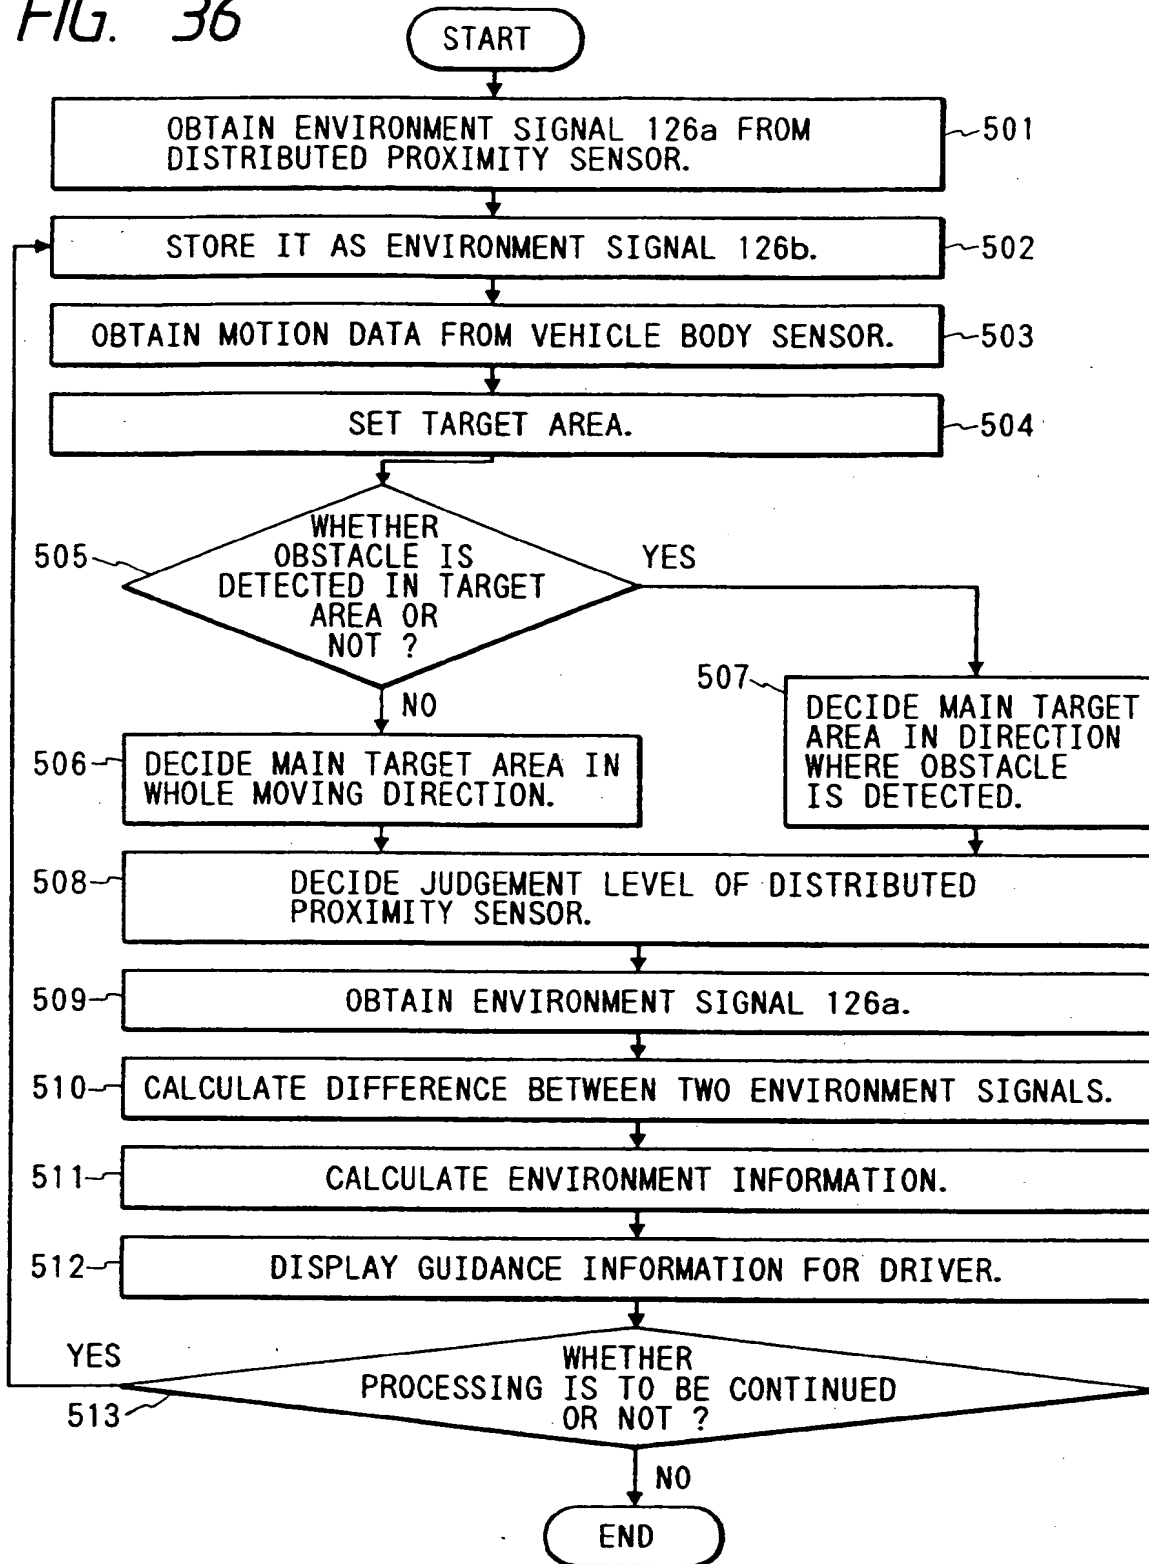 FIG. 36
START
OBTAIN ENVIRONMENT SIGNAL 126a FROM
DISTRIBUTED PROXIMITY SENSOR.
501
STORE IT AS ENVIRONMENT SIGNAL 126b.
502
OBTAIN MOTION DATA FROM VEHICLE BODY SENSOR.
503
SET TARGET AREA.
504
505
WHETHER
OBSTACLE IS
DETECTED IN TARGET
AREA OR
NOT ?
YES
NO
507
DECIDE MAIN TARGET
AREA IN DIRECTION
WHERE OBSTACLE
IS DETECTED.
506
DECIDE MAIN TARGET AREA IN
WHOLE MOVING DIRECTION.
508
DECIDE JUDGEMENT LEVEL OF DISTRIBUTED
PROXIMITY SENSOR.
509
OBTAIN ENVIRONMENT SIGNAL 126a.
510
CALCULATE DIFFERENCE BETWEEN TWO ENVIRONMENT SIGNALS.
511
CALCULATE ENVIRONMENT INFORMATION.
512
DISPLAY GUIDANCE INFORMATION FOR DRIVER.
YES
WHETHER
PROCESSING IS TO BE CONTINUED
OR NOT ?
513
NO
END